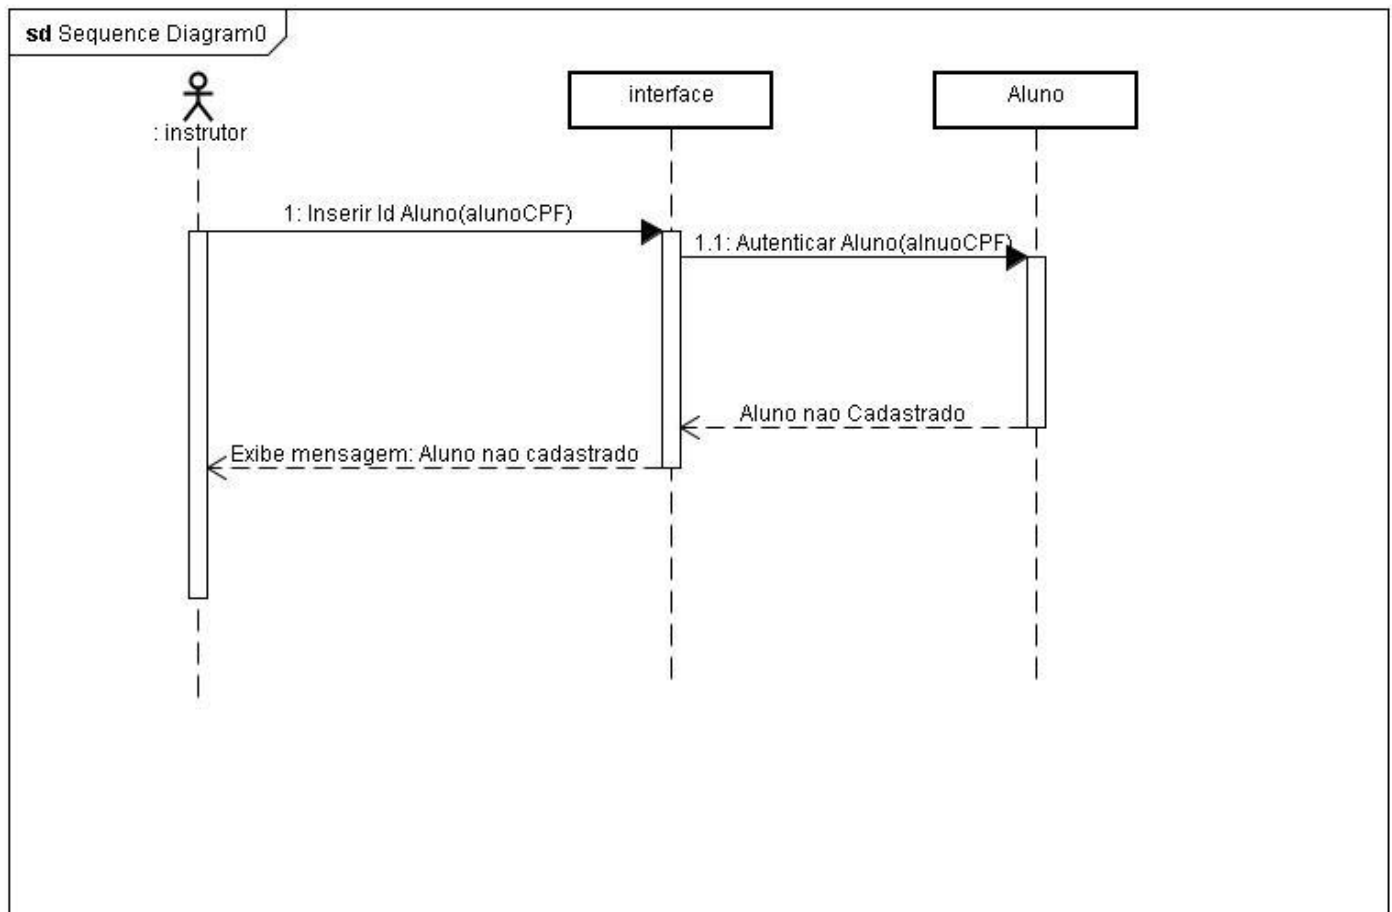 sd Sequence Diagram0
: instrutor
interface
Aluno
1: Inserir Id Aluno(alunoCPF)
1.1: Autenticar Aluno(alnuoCPF)
Aluno nao Cadastrado
Exibe mensagem: Aluno nao cadastrado